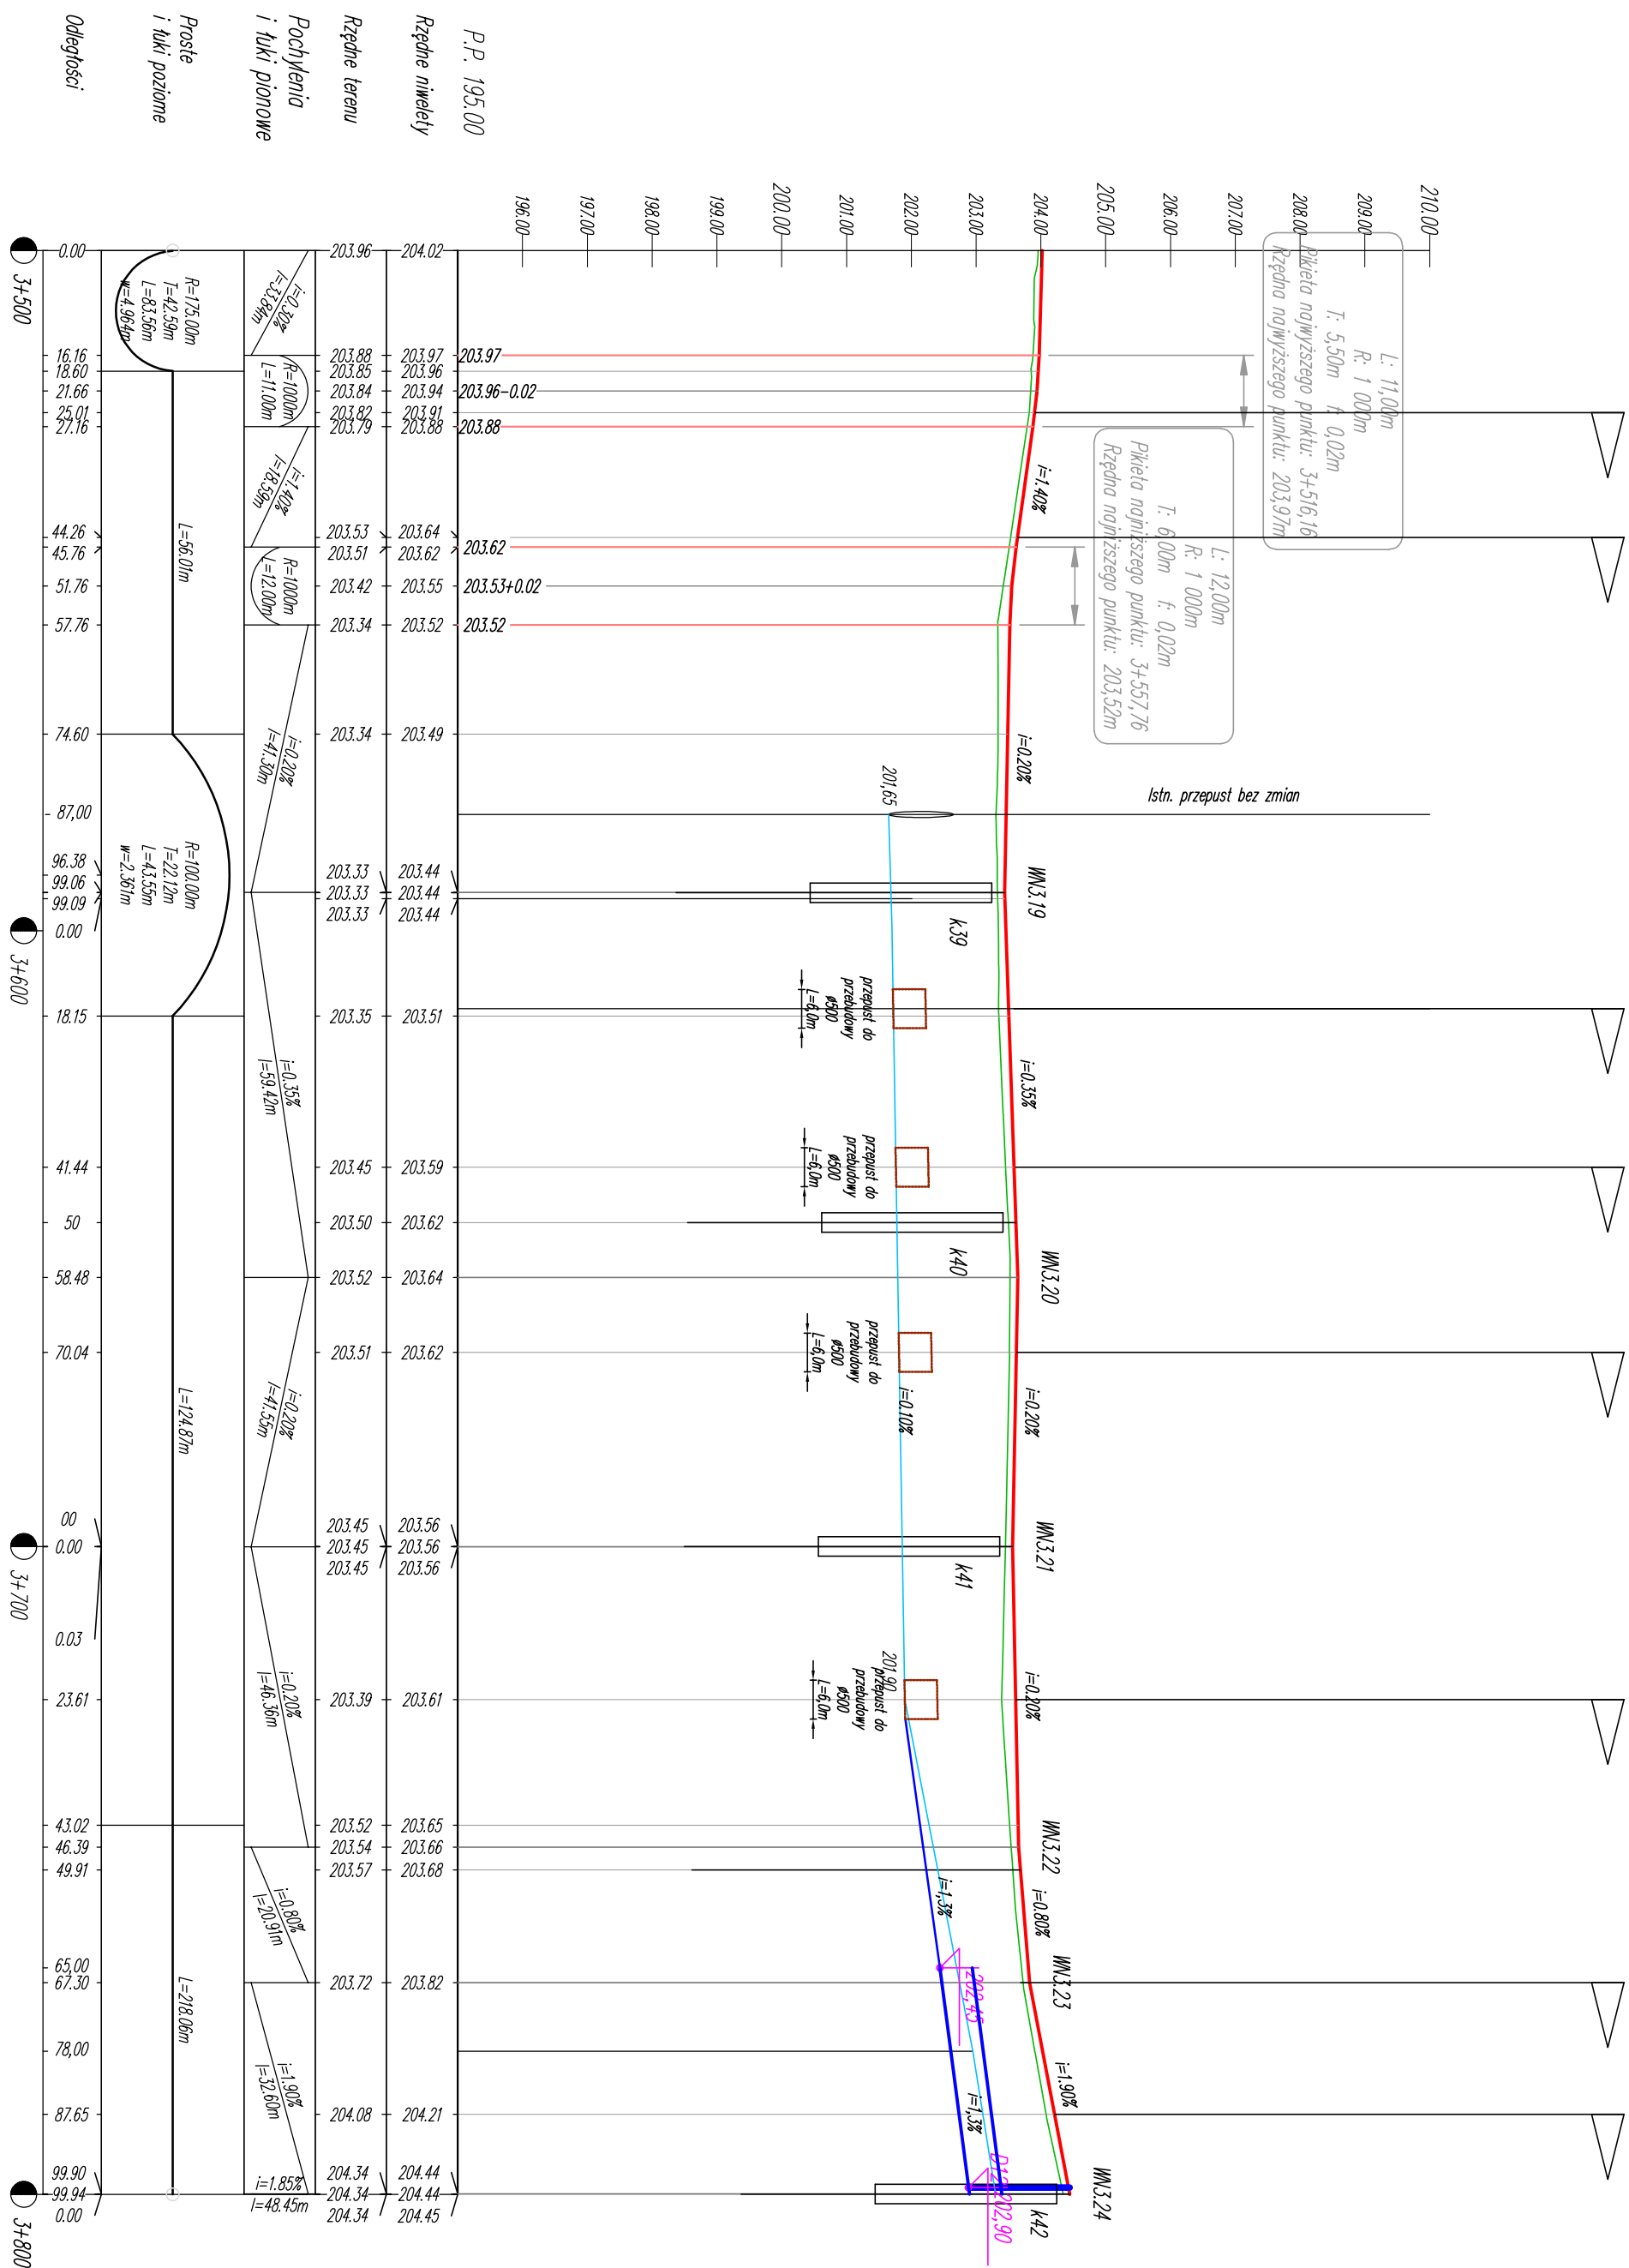 L: 11,00m
R: 1 000m
T: 5,50m f: 0,02m
Pikieta najwyższego punktu: 3+516,16
Rzędna najwyższego punktu: 203,97m
L: 12,00m
R: 1 000m
T: 6,00m f: 0,02m
Pikieta najniższego punktu: 3+557,76
Rzędna najniższego punktu: 203,52m
210.00
209.00
208.00
207.00
206.00
205.00
204.00
203.00
202.00
201.00
200.00
199.00
198.00
197.00
196.00
P.P. 195.00
i=1.40%
i=0.20%
i=0.35%
i=0.20%
i=0.20%
i=0.80%
i=1.90%
Istn. przepust bez zmian
WN3.19
WN3.20
WN3.21
WN3.22
WN3.23
WN3.24
k39
k40
k41
k42
201,65
przepust do
przebudowy
ø500
L=6,0m
przepust do
przebudowy
ø500
L=6,0m
przepust do
przebudowy
ø500
L=6,0m
i=0.10%
201,90
przepust do
przebudowy
ø500
L=6,0m
i=1,3%
202,45
i=1,3%
202,90
203.97
203.96-0.02
203.88
203.62
203.53+0.02
203.52
Rzędne niwelety
204.02 203.97 203.96 203.94 203.91 203.88 203.64 203.62 203.55 203.52 203.49 203.44 203.44 203.44 203.51 203.59 203.62 203.64 203.62 203.56 203.56 203.56 203.61 203.65 203.66 203.68 203.82 204.21 204.44 204.44 204.45
Rzędne terenu
203.96 203.88 203.85 203.84 203.82 203.79 203.53 203.51 203.42 203.34 203.34 203.33 203.33 203.33 203.35 203.45 203.50 203.52 203.51 203.45 203.45 203.45 203.39 203.52 203.54 203.57 203.72 204.08 204.34 204.34 204.34
Pochylenia
i łuki pionowe
i=0.30%
l=33.84m
R=1000m
L=11.00m
i=1.40%
l=18.59m
R=1000m
L=12.00m
i=0.20%
l=41.30m
i=0.35%
l=59.42m
i=0.20%
l=41.55m
i=0.20%
l=46.36m
i=0.80%
l=20.91m
i=1.90%
l=32.60m
i=1.85%
l=48.45m
Proste
i łuki poziome
R=175.00m
T=42.59m
L=83.56m
w=4.964m
L=56.01m
R=100.00m
T=22.12m
L=43.55m
w=2.361m
L=124.87m
L=218.06m
Odległości
0.00 16.16 18.60 21.66 25.01 27.16 44.26 45.76 51.76 57.76 74.60 87,00 96.38 99.06 99.09 0.00 18.15 41.44 50 58.48 70.04 00 0.00 0.03 23.61 43.02 46.39 49.91 65,00 67.30 78,00 87.65 99.90 99.94 0.00
3+500 3+600 3+700 3+800